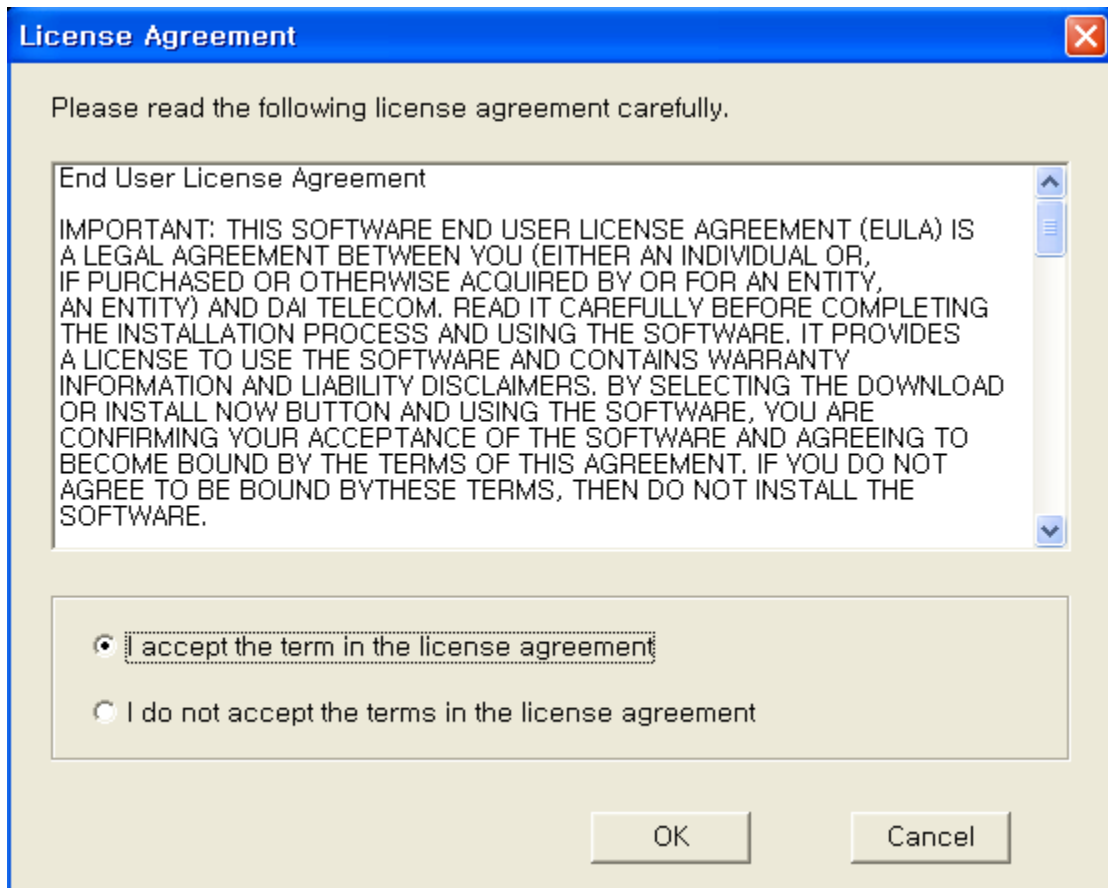 License Agreement
Please read the following license agreement carefully.
End User License Agreement
IMPORTANT: THIS SOFTWARE END USER LICENSE AGREEMENT (EULA) IS
A LEGAL AGREEMENT BETWEEN YOU (EITHER AN INDIVIDUAL OR,
IF PURCHASED OR OTHERWISE ACQUIRED BY OR FOR AN ENTITY,
AN ENTITY) AND DAI TELECOM. READ IT CAREFULLY BEFORE COMPLETING
THE INSTALLATION PROCESS AND USING THE SOFTWARE. IT PROVIDES
A LICENSE TO USE THE SOFTWARE AND CONTAINS WARRANTY
INFORMATION AND LIABILITY DISCLAIMERS. BY SELECTING THE DOWNLOAD
OR INSTALL NOW BUTTON AND USING THE SOFTWARE, YOU ARE
CONFIRMING YOUR ACCEPTANCE OF THE SOFTWARE AND AGREEING TO
BECOME BOUND BY THE TERMS OF THIS AGREEMENT. IF YOU DO NOT
AGREE TO BE BOUND BYTHESE TERMS, THEN DO NOT INSTALL THE
SOFTWARE.
I accept the term in the license agreement
I do not accept the terms in the license agreement
OK
Cancel